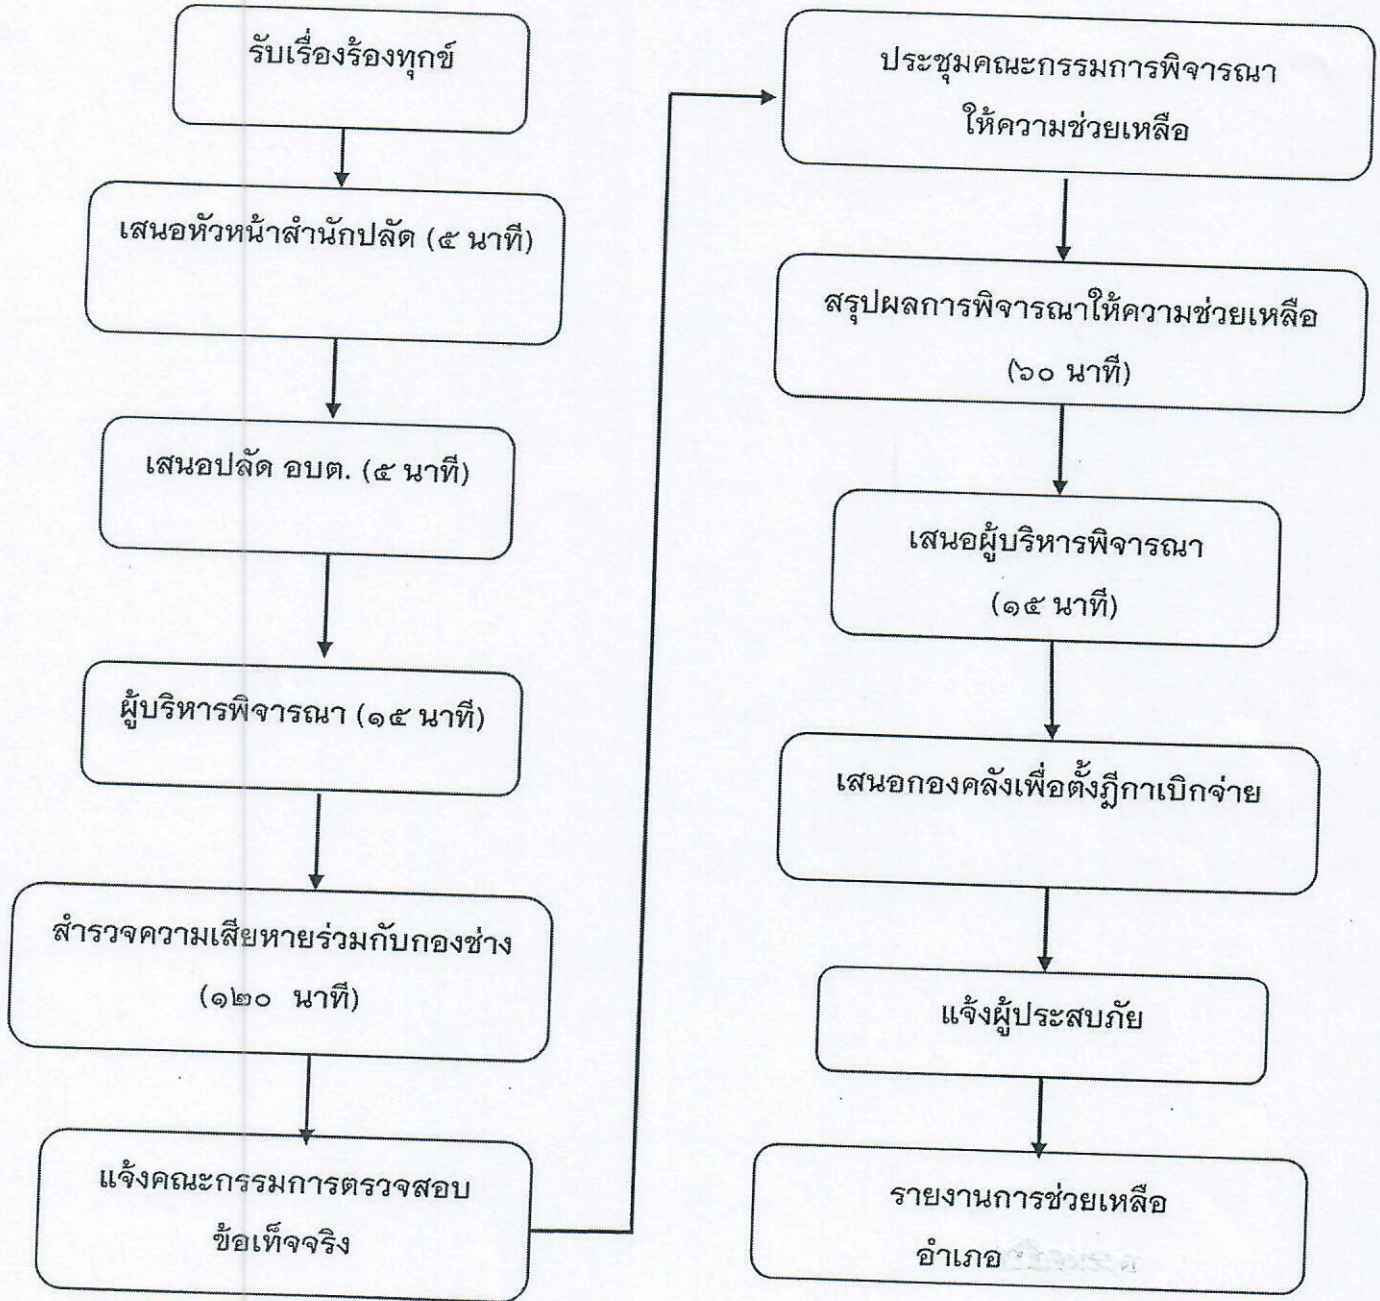 รับเรื่องร้องทุกข์
เสนอหัวหน้าสำนักปลัด (๕ นาที)
เสนอปลัด อบต. (๕ นาที)
ผู้บริหารพิจารณา (๑๕ นาที)
สำรวจความเสียหายร่วมกับกองช่าง
(๑๒๐ นาที)
แจ้งคณะกรรมการตรวจสอบ
ข้อเท็จจริง
ประชุมคณะกรรมการพิจารณา
ให้ความช่วยเหลือ
สรุปผลการพิจารณาให้ความช่วยเหลือ
(๖๐ นาที)
เสนอผู้บริหารพิจารณา
(๑๕ นาที)
เสนอกองคลังเพื่อตั้งฎีกาเบิกจ่าย
แจ้งผู้ประสบภัย
รายงานการช่วยเหลือ
อำเภอ